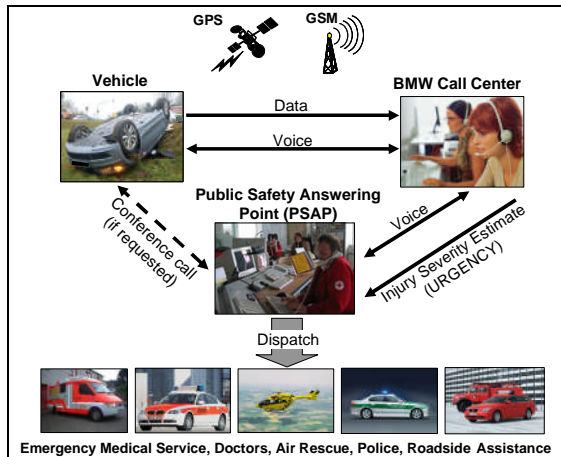 GPS
GSM
Vehicle
BMW Call Center
Data
Voice
Public Safety Answering
Point (PSAP)
Conference call
(if requested)
Voice
Injury Severity Estimate
(URGENCY)
Dispatch
Emergency Medical Service, Doctors, Air Rescue, Police, Roadside Assistance